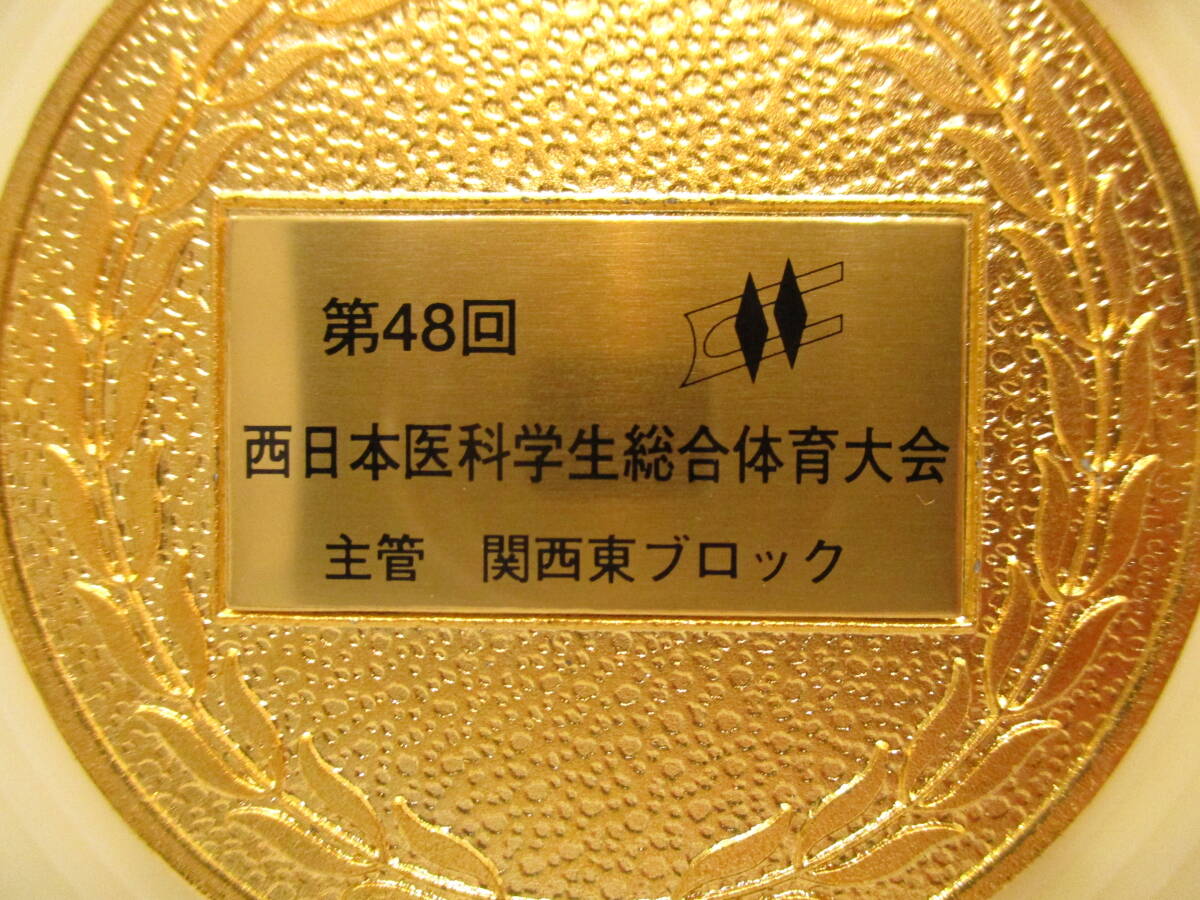 第48回
西日本医科学生総合体育大会
主管　関西東ブロック